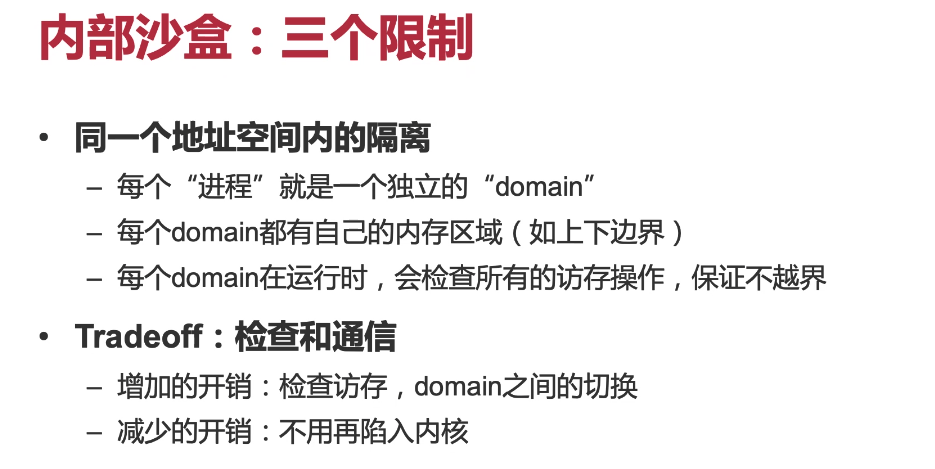 内部沙盒：三个限制
• 同一个地址空间内的隔离
– 每个“进程”就是一个独立的“domain”
– 每个domain都有自己的内存区域（如上下边界）
– 每个domain在运行时，会检查所有的访存操作，保证不越界
• Tradeoff：检查和通信
– 增加的开销：检查访存，domain之间的切换
– 减少的开销：不用再陷入内核